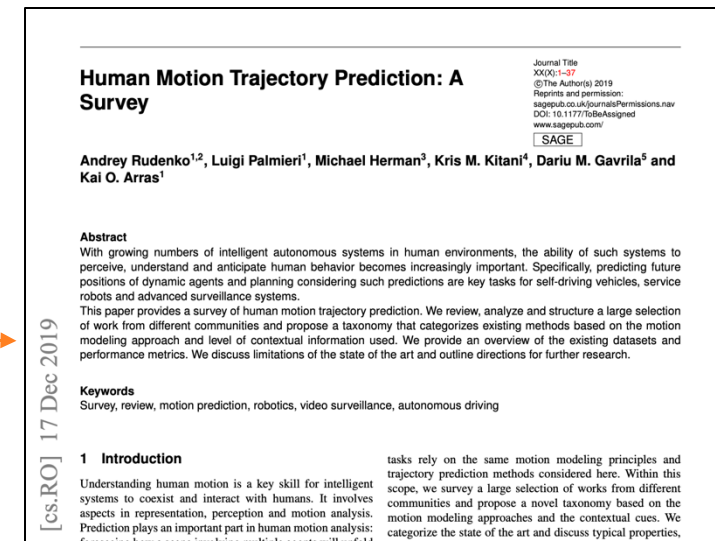 Human Motion Trajectory Prediction: A
Survey
Journal Title
XX(X):1–37
©The Author(s) 2019
Reprints and permission:
sagepub.co.uk/journalsPermissions.nav
DOI: 10.1177/ToBeAssigned
www.sagepub.com/
SAGE
Andrey Rudenko1,2, Luigi Palmieri1, Michael Herman3, Kris M. Kitani4, Dariu M. Gavrila5 and
Kai O. Arras1
Abstract
With growing numbers of intelligent autonomous systems in human environments, the ability of such systems to
perceive, understand and anticipate human behavior becomes increasingly important. Specifically, predicting future
positions of dynamic agents and planning considering such predictions are key tasks for self-driving vehicles, service
robots and advanced surveillance systems.
This paper provides a survey of human motion trajectory prediction. We review, analyze and structure a large selection
of work from different communities and propose a taxonomy that categorizes existing methods based on the motion
modeling approach and level of contextual information used. We provide an overview of the existing datasets and
performance metrics. We discuss limitations of the state of the art and outline directions for further research.
Keywords
Survey, review, motion prediction, robotics, video surveillance, autonomous driving
1 Introduction
Understanding human motion is a key skill for intelligent
systems to coexist and interact with humans. It involves
aspects in representation, perception and motion analysis.
Prediction plays an important part in human motion analysis:
tasks rely on the same motion modeling principles and
trajectory prediction methods considered here. Within this
scope, we survey a large selection of works from different
communities and propose a novel taxonomy based on the
motion modeling approaches and the contextual cues. We
categorize the state of the art and discuss typical properties,
[cs.RO] 17 Dec 2019